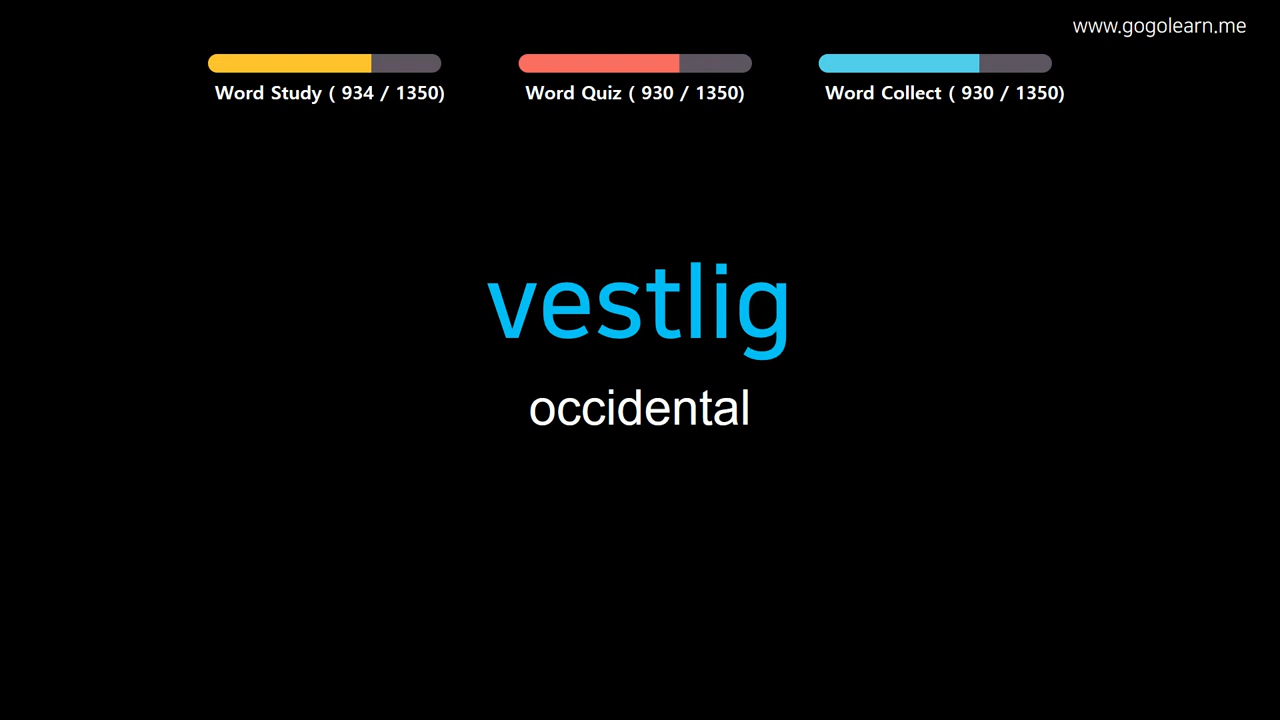 www.gogolearn.me
Word Study ( 934 / 1350)
Word Quiz ( 930 / 1350)
Word Collect ( 930 / 1350)
vestlig
occidental